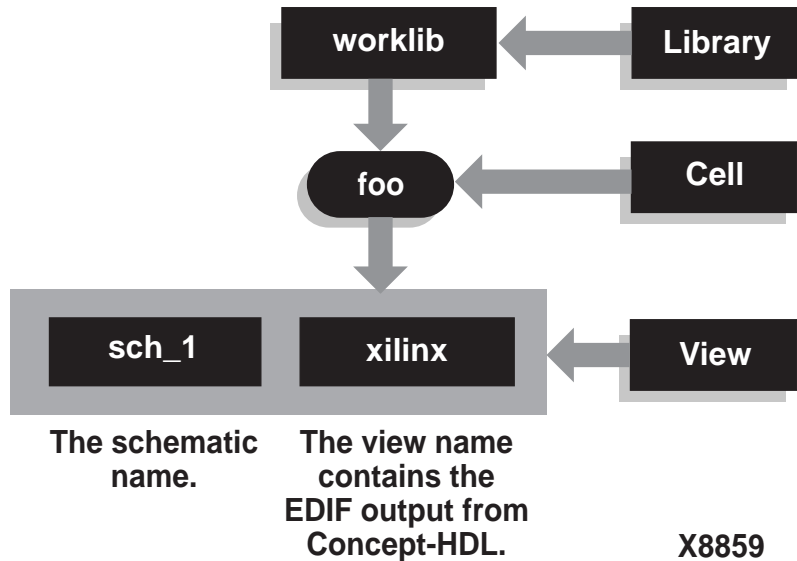 worklib
Library
foo
Cell
sch_1
xilinx
View
The schematic
name.
The view name
contains the
EDIF output from
Concept-HDL.
X8859